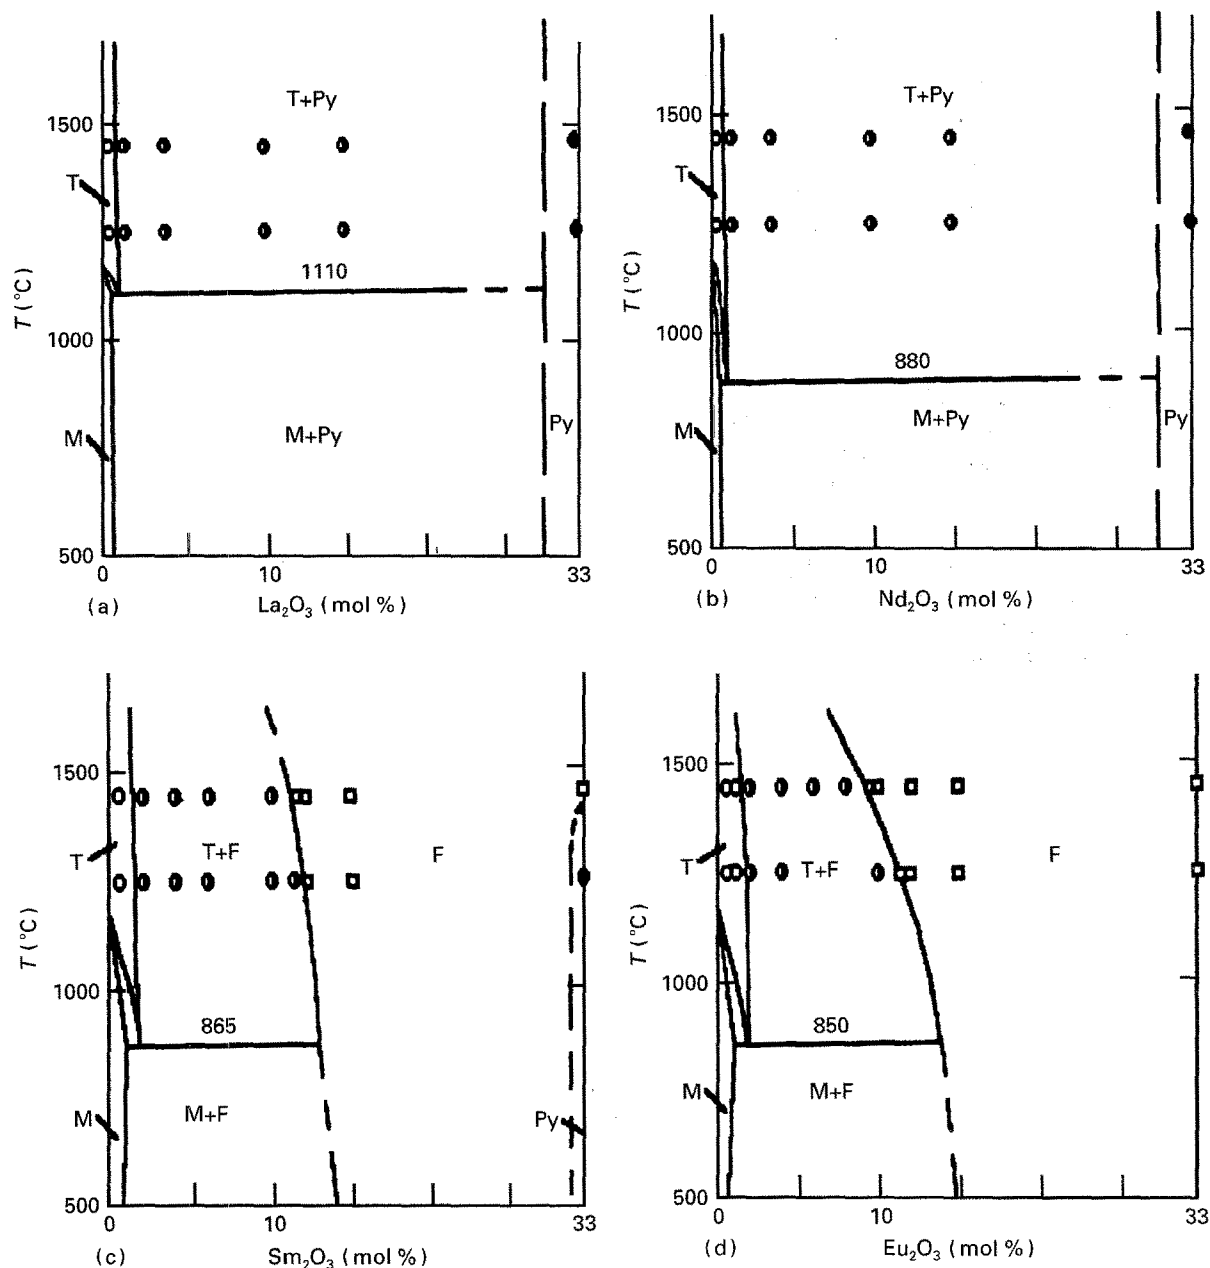 T+Py
1500
T
1110
T (°C)
1000
M+Py
M
Py
500
0
10
33
(a)
La₂O₃ (mol %)
T+Py
1500
T
T (°C)
1000
880
M+Py
M
Py
500
0
10
33
(b)
Nd₂O₃ (mol %)
1500
T
T+F
F
T (°C)
1000
865
M
M+F
Py
500
0
10
33
(c)
Sm₂O₃ (mol %)
1500
T
T+F
F
T (°C)
1000
850
M
M+F
500
0
10
33
(d)
Eu₂O₃ (mol %)